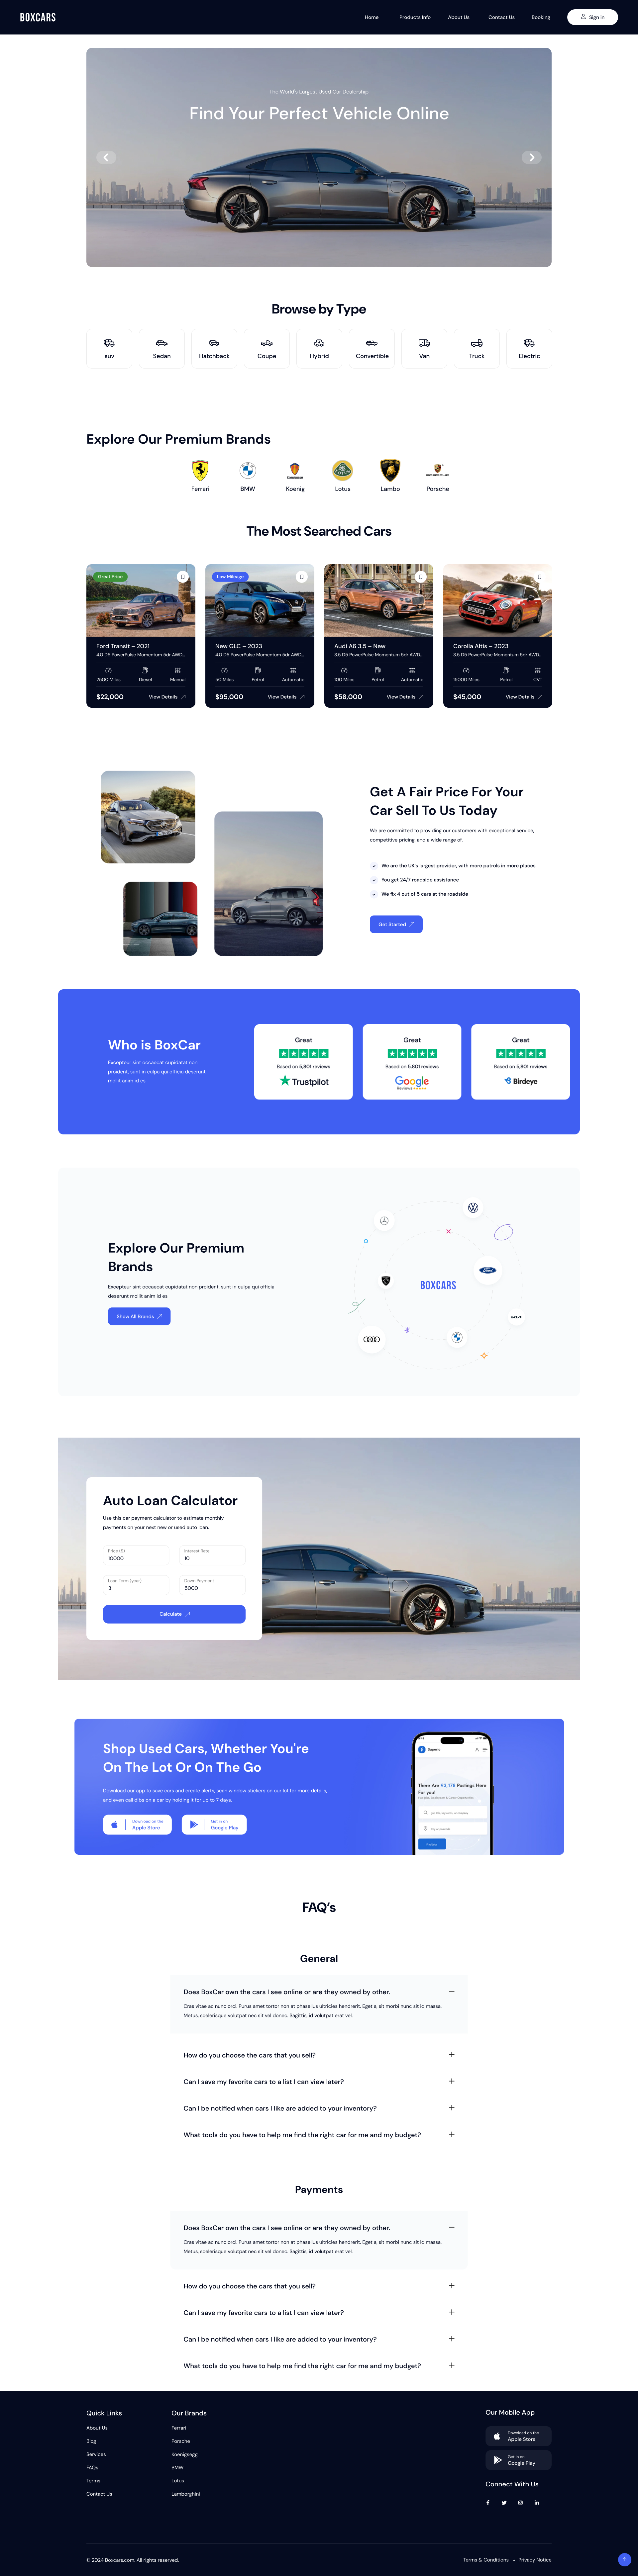 BOXCARS
Home Products Info About Us Contact Us Booking Sign in
The World's Largest Used Car Dealership
Find Your Perfect Vehicle Online
Browse by Type
suv Sedan Hatchback Coupe Hybrid Convertible Van Truck Electric
Explore Our Premium Brands
Ferrari BMW Koenig Lotus Lambo Porsche
The Most Searched Cars
Great Price
Ford Transit – 2021
4.0 D5 PowerPulse Momentum 5dr AWD…
2500 Miles Diesel Manual
$22,000 View Details
Low Mileage
New GLC – 2023
4.0 D5 PowerPulse Momentum 5dr AWD…
50 Miles Petrol Automatic
$95,000 View Details
Audi A6 3.5 – New
3.5 D5 PowerPulse Momentum 5dr AWD…
100 Miles Petrol Automatic
$58,000 View Details
Corolla Altis – 2023
3.5 D5 PowerPulse Momentum 5dr AWD…
15000 Miles Petrol CVT
$45,000 View Details
Get A Fair Price For Your
Car Sell To Us Today
We are committed to providing our customers with exceptional service,
competitive pricing, and a wide range of.
We are the UK's largest provider, with more patrols in more places
You get 24/7 roadside assistance
We fix 4 out of 5 cars at the roadside
Get Started
Who is BoxCar
Excepteur sint occaecat cupidatat non
proident, sunt in culpa qui officia deserunt
mollit anim id es
Great
Based on 5,801 reviews
Trustpilot
Great
Based on 5,801 reviews
Google
Reviews
Great
Based on 5,801 reviews
Birdeye
Explore Our Premium
Brands
Excepteur sint occaecat cupidatat non proident, sunt in culpa qui officia
deserunt mollit anim id es
Show All Brands
BOXCARS
Ford
Auto Loan Calculator
Use this car payment calculator to estimate monthly
payments on your next new or used auto loan.
Price ($)
10000
Interest Rate
10
Loan Term (year)
3
Down Payment
5000
Calculate
Shop Used Cars, Whether You're
On The Lot Or On The Go
Download our app to save cars and create alerts, scan window stickers on our lot for more details,
and even call dibs on a car by holding it for up to 7 days.
Download on the
Apple Store
Get in on
Google Play
Superio
There Are 93,178 Postings Here
For you!
FAQ's
General
Does BoxCar own the cars I see online or are they owned by other.
Cras vitae ac nunc orci. Purus amet tortor non at phasellus ultricies hendrerit. Eget a, sit morbi nunc sit id massa.
Metus, scelerisque volutpat nec sit vel donec. Sagittis, id volutpat erat vel.
How do you choose the cars that you sell?
Can I save my favorite cars to a list I can view later?
Can I be notified when cars I like are added to your inventory?
What tools do you have to help me find the right car for me and my budget?
Payments
Does BoxCar own the cars I see online or are they owned by other.
Cras vitae ac nunc orci. Purus amet tortor non at phasellus ultricies hendrerit. Eget a, sit morbi nunc sit id massa.
Metus, scelerisque volutpat nec sit vel donec. Sagittis, id volutpat erat vel.
How do you choose the cars that you sell?
Can I save my favorite cars to a list I can view later?
Can I be notified when cars I like are added to your inventory?
What tools do you have to help me find the right car for me and my budget?
Quick Links
About Us
Blog
Services
FAQs
Terms
Contact Us
Our Brands
Ferrari
Porsche
Koenigsegg
BMW
Lotus
Lamborghini
Our Mobile App
Download on the
Apple Store
Get in on
Google Play
Connect With Us
© 2024 Boxcars.com. All rights reserved.
Terms & Conditions • Privacy Notice